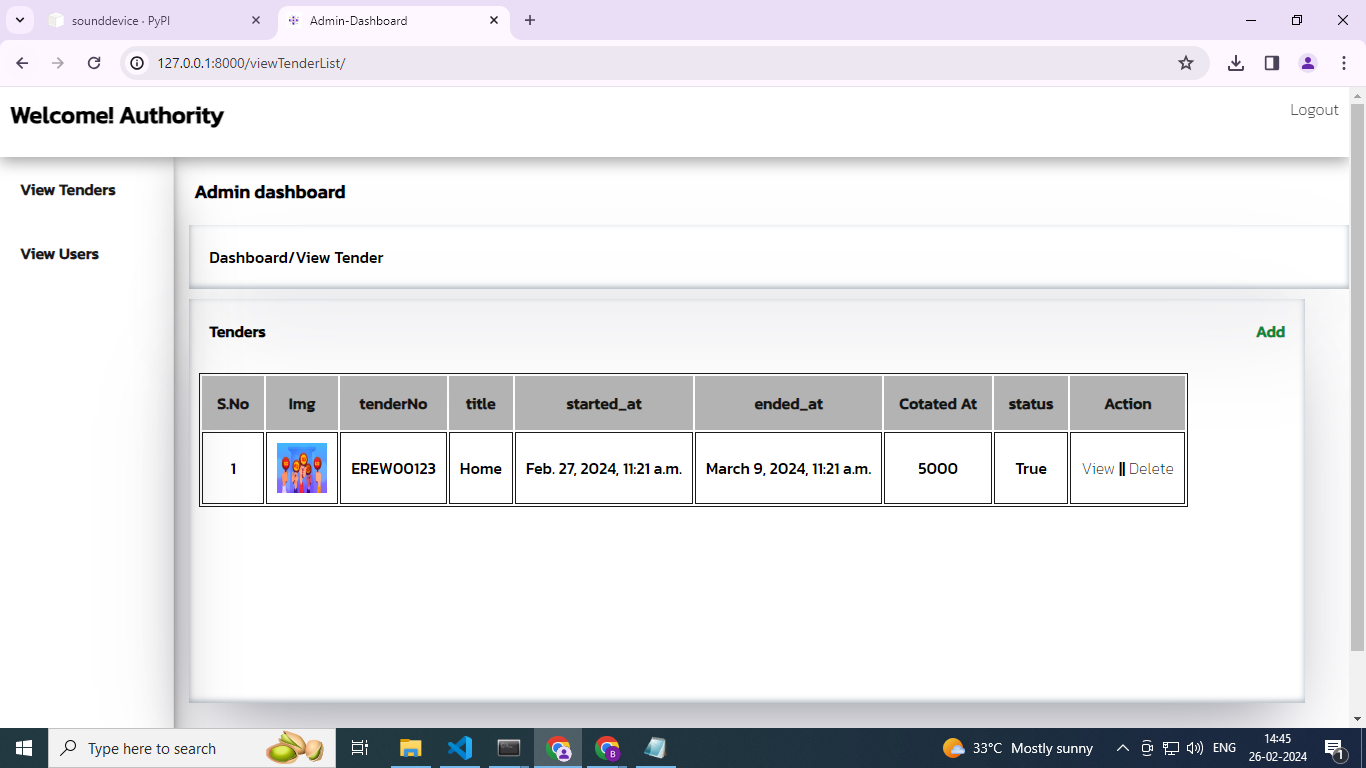 sounddevice · PyPI
Admin-Dashboard
127.0.0.1:8000/viewTenderList/
Welcome! Authority
Logout
View Tenders
View Users
Admin dashboard
Dashboard/View Tender
Tenders Add
S.No Img tenderNo title started_at ended_at Cotated At status Action
1 EREW00123 Home Feb. 27, 2024, 11:21 a.m. March 9, 2024, 11:21 a.m. 5000 True View || Delete
Type here to search
33°C Mostly sunny
ENG
14:45
26-02-2024
1
B